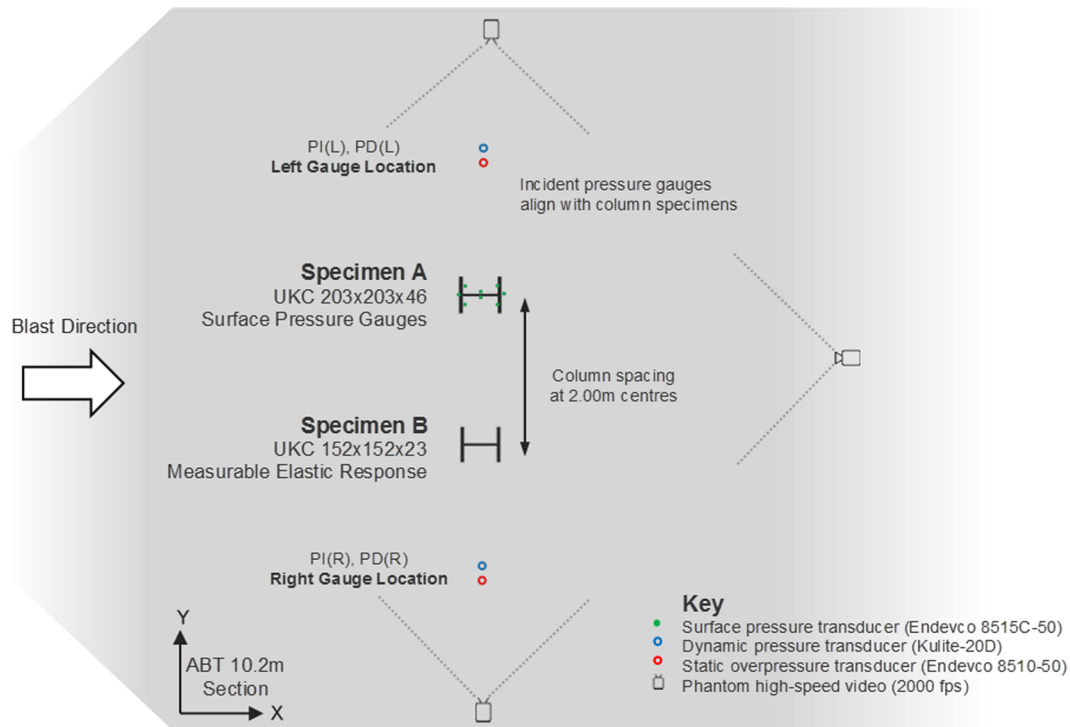 PI(L), PD(L)
Left Gauge Location
Incident pressure gauges
align with column specimens
Specimen A
UKC 203x203x46
Surface Pressure Gauges
Blast Direction
Column spacing
at 2.00m centres
Specimen B
UKC 152x152x23
Measurable Elastic Response
PI(R), PD(R)
Right Gauge Location
Y
ABT 10.2m
Section
X
Key
Surface pressure transducer (Endevco 8515C-50)
Dynamic pressure transducer (Kulite-20D)
Static overpressure transducer (Endevco 8510-50)
Phantom high-speed video (2000 fps)